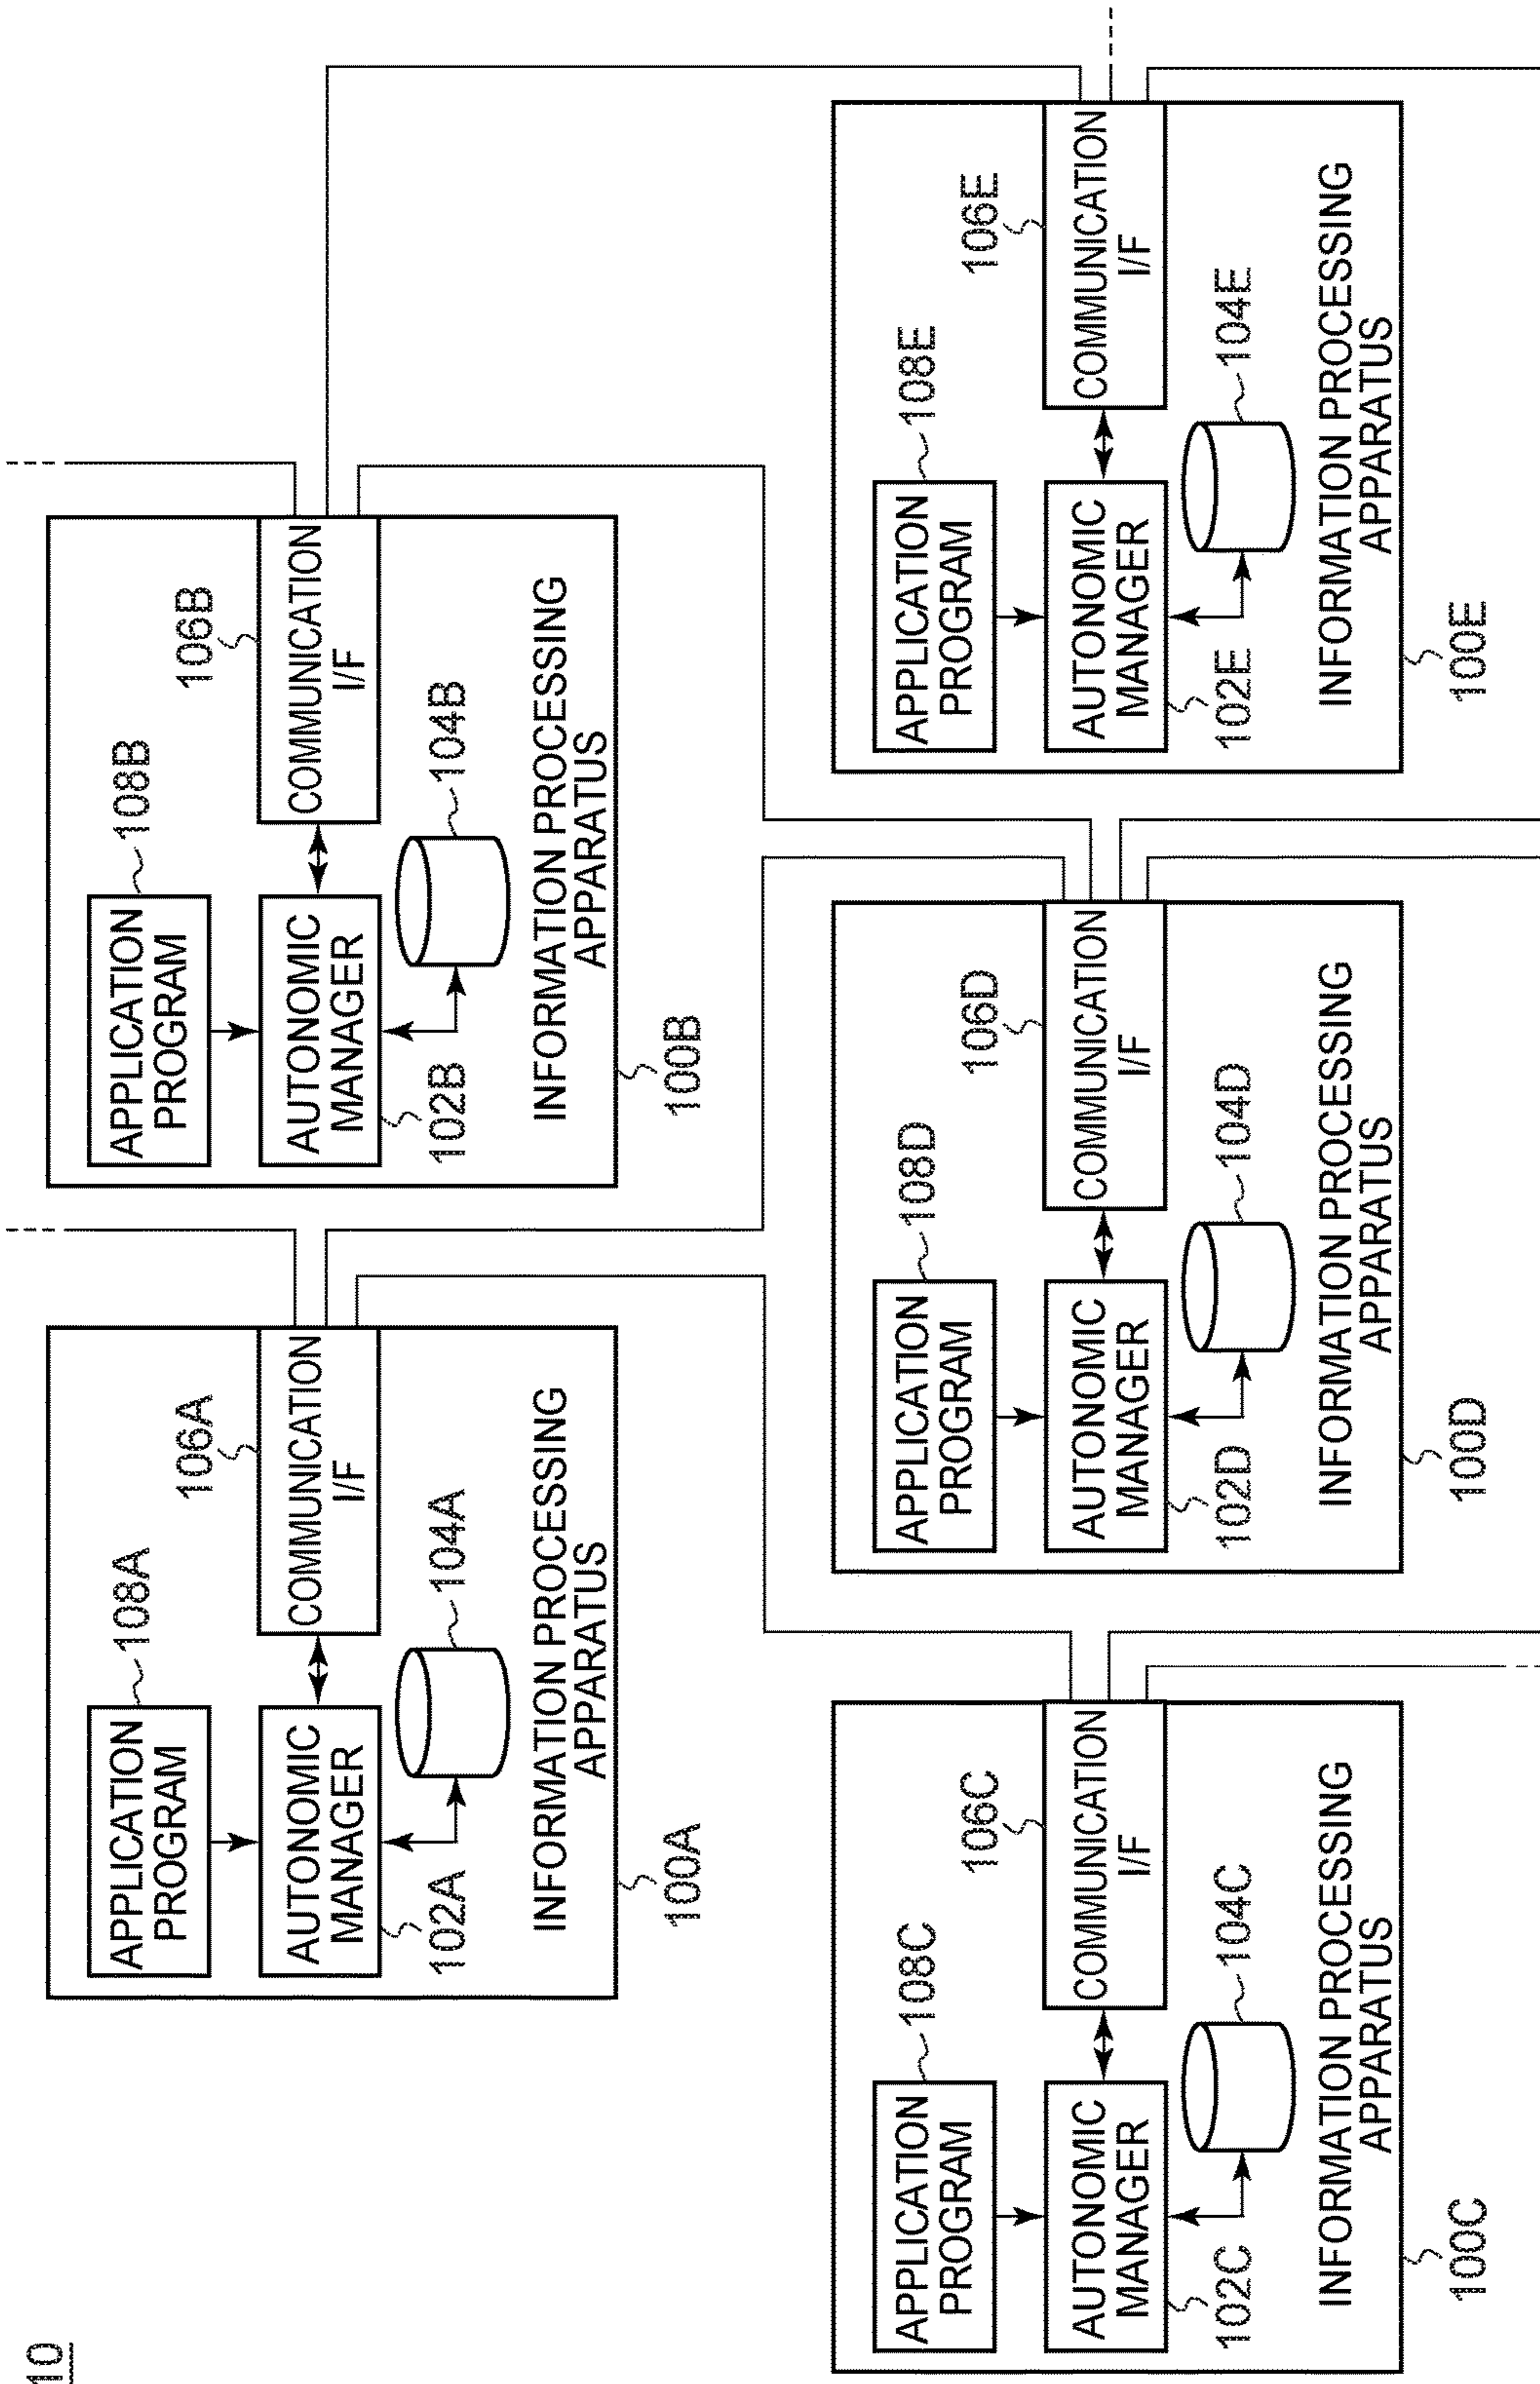 10
108A
106A
APPLICATION
PROGRAM
AUTONOMIC
MANAGER
COMMUNICATION
I/F
102A
104A
INFORMATION PROCESSING
APPARATUS
100A
108B
106B
APPLICATION
PROGRAM
AUTONOMIC
MANAGER
COMMUNICATION
I/F
102B
104B
INFORMATION PROCESSING
APPARATUS
100B
108C
106C
APPLICATION
PROGRAM
AUTONOMIC
MANAGER
COMMUNICATION
I/F
102C
104C
INFORMATION PROCESSING
APPARATUS
100C
108D
106D
APPLICATION
PROGRAM
AUTONOMIC
MANAGER
COMMUNICATION
I/F
102D
104D
INFORMATION PROCESSING
APPARATUS
100D
108E
106E
APPLICATION
PROGRAM
AUTONOMIC
MANAGER
COMMUNICATION
I/F
102E
104E
INFORMATION PROCESSING
APPARATUS
100E